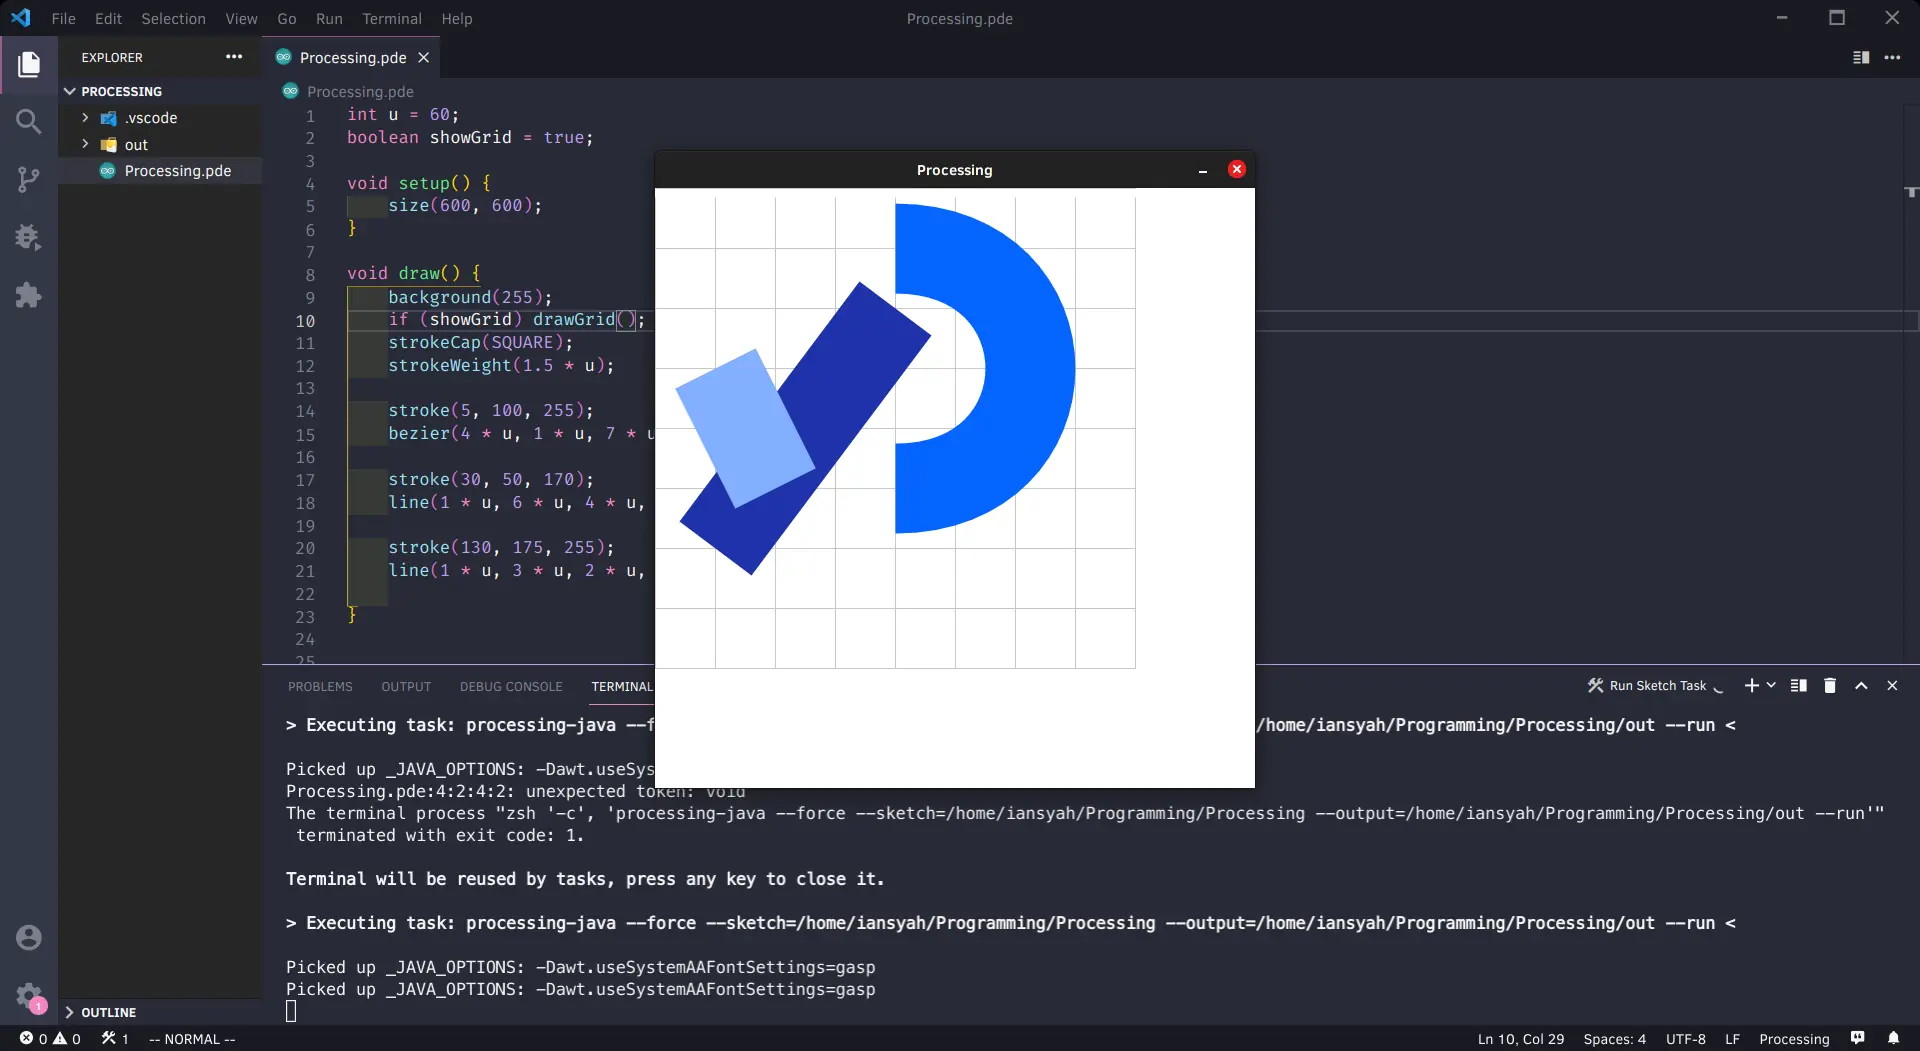 File Edit Selection View Go Run Terminal Help
Processing.pde
EXPLORER
PROCESSING
.vscode
out
Processing.pde
OUTLINE
Processing.pde
Processing.pde
1 int u = 60;
2 boolean showGrid = true;
3
4 void setup() {
5 size(600, 600);
6 }
7
8 void draw() {
9 background(255);
10 if (showGrid) drawGrid();
11 strokeCap(SQUARE);
12 strokeWeight(1.5 * u);
13
14 stroke(5, 100, 255);
15 bezier(4 * u, 1 * u, 7 * u
16
17 stroke(30, 50, 170);
18 line(1 * u, 6 * u, 4 * u,
19
20 stroke(130, 175, 255);
21 line(1 * u, 3 * u, 2 * u,
22
23 }
24
25
Processing
PROBLEMS OUTPUT DEBUG CONSOLE TERMINAL
Run Sketch Task
> Executing task: processing-java --f
/home/iansyah/Programming/Processing/out --run <
Picked up _JAVA_OPTIONS: -Dawt.useSys
Processing.pde:4:2:4:2: unexpected token: void
The terminal process "zsh '-c', 'processing-java --force --sketch=/home/iansyah/Programming/Processing --output=/home/iansyah/Programming/Processing/out --run'"
terminated with exit code: 1.
Terminal will be reused by tasks, press any key to close it.
> Executing task: processing-java --force --sketch=/home/iansyah/Programming/Processing --output=/home/iansyah/Programming/Processing/out --run <
Picked up _JAVA_OPTIONS: -Dawt.useSystemAAFontSettings=gasp
Picked up _JAVA_OPTIONS: -Dawt.useSystemAAFontSettings=gasp
1
0 0 1 -- NORMAL --
Ln 10, Col 29 Spaces: 4 UTF-8 LF Processing